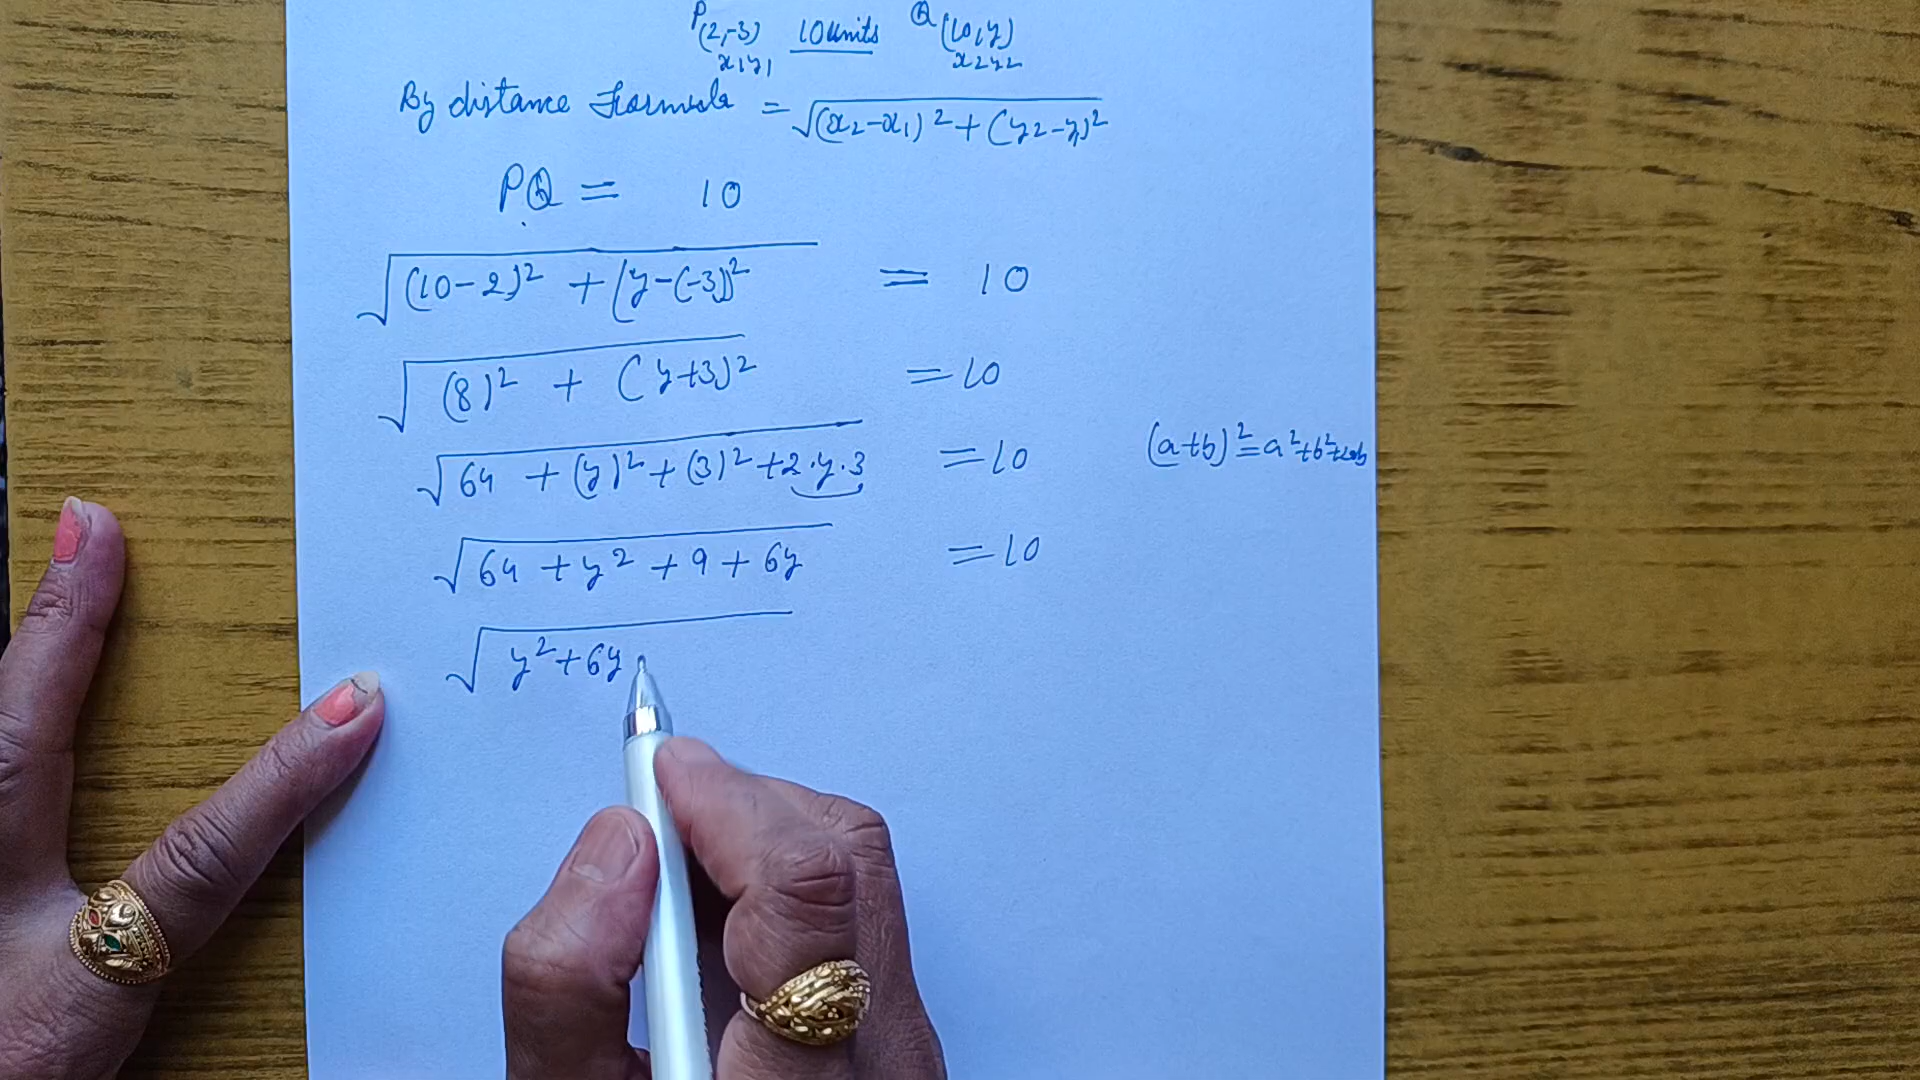 P(2,-3) 10 units Q(10,y)
x₁y₁ x₂y₂
By distance Formula = √(x₂-x₁)² + (y₂-y₁)²
PQ = 10
√(10-2)² + (y-(-3))² = 10
√(8)² + (y+3)² = 10
√64 + (y)² + (3)² + 2·y·3 = 10 (a+b)² = a²+b²+2ab
√64 + y² + 9 + 6y = 10
√y² + 6y